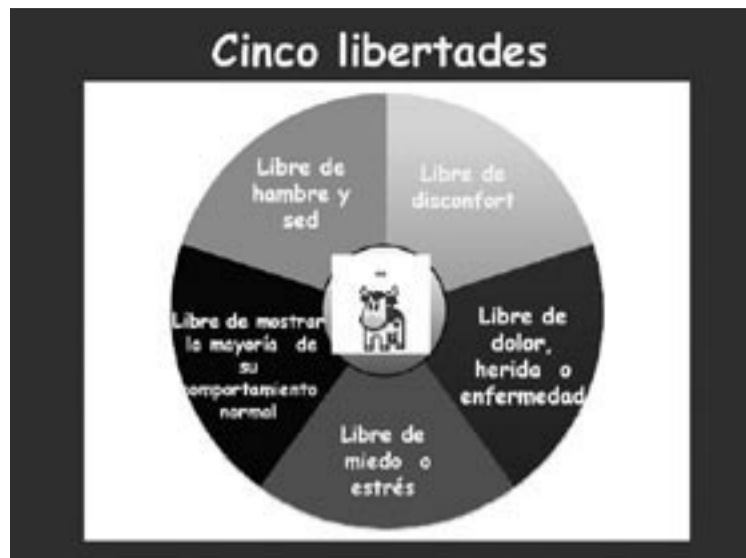 Cinco libertades
Libre de
hambre y
sed
Libre de
disconfort
Libre de
dolor,
herida o
enfermedad
Libre de
miedo o
estrés
Libre de mostrar
la mayoría de
su
comportamiento
normal